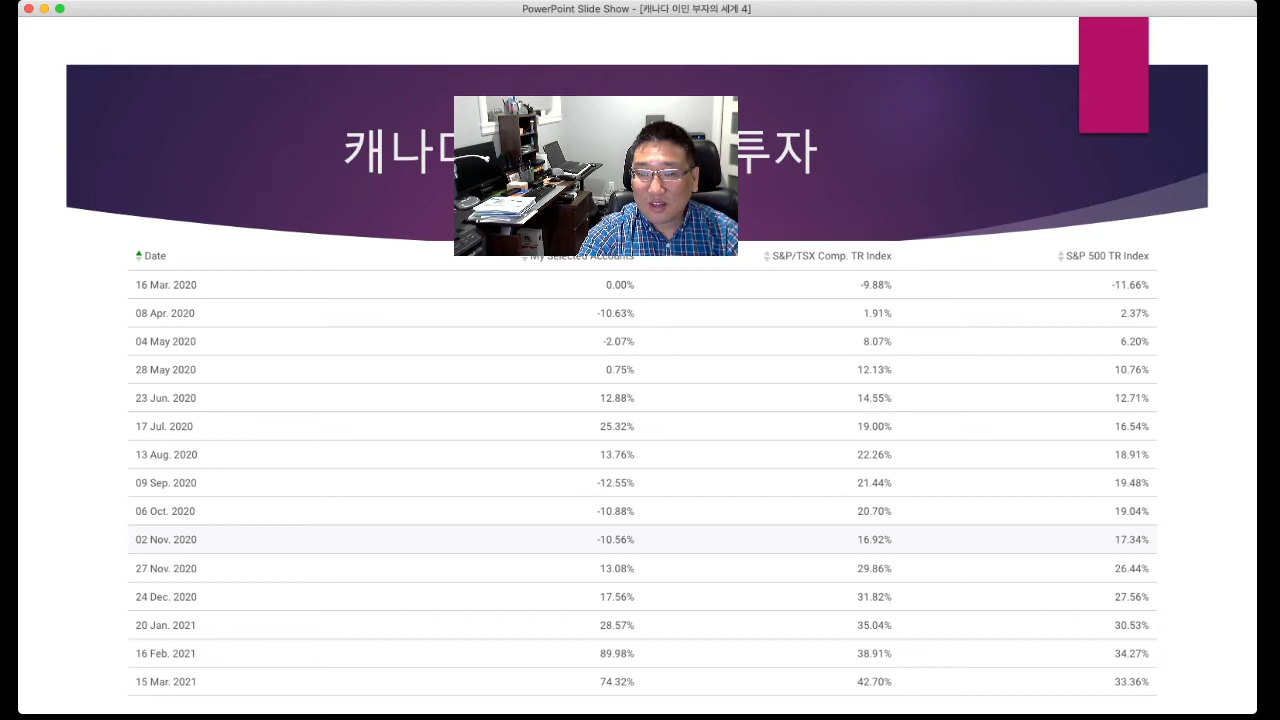 PowerPoint Slide Show - [캐나다 이민 부자의 세계 4]
캐나 투자
Date My Selected Accounts S&P/TSX Comp. TR Index S&P 500 TR Index
16 Mar. 2020 0.00% -9.88% -11.66%
08 Apr. 2020 -10.63% 1.91% 2.37%
04 May 2020 -2.07% 8.07% 6.20%
28 May 2020 0.75% 12.13% 10.76%
23 Jun. 2020 12.88% 14.55% 12.71%
17 Jul. 2020 25.32% 19.00% 16.54%
13 Aug. 2020 13.76% 22.26% 18.91%
09 Sep. 2020 -12.55% 21.44% 19.48%
06 Oct. 2020 -10.88% 20.70% 19.04%
02 Nov. 2020 -10.56% 16.92% 17.34%
27 Nov. 2020 13.08% 29.86% 26.44%
24 Dec. 2020 17.56% 31.82% 27.56%
20 Jan. 2021 28.57% 35.04% 30.53%
16 Feb. 2021 89.98% 38.91% 34.27%
15 Mar. 2021 74.32% 42.70% 33.36%